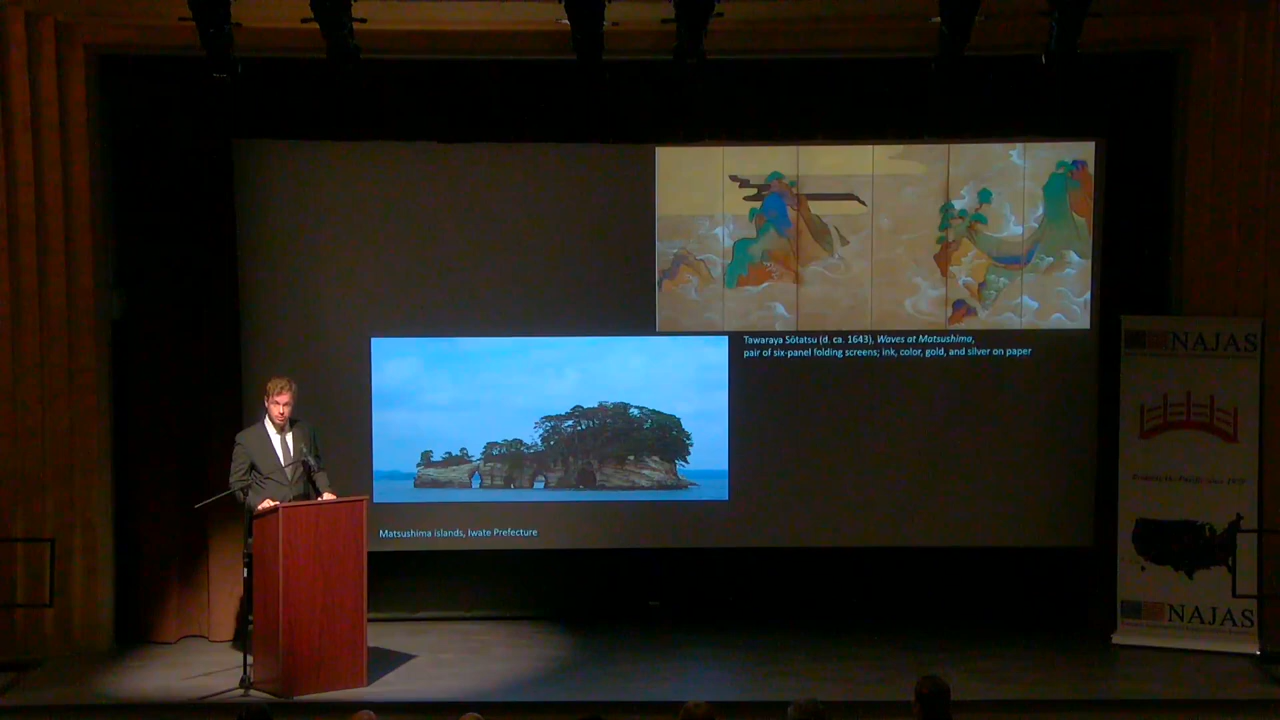 Tawaraya Sōtatsu (d. ca. 1643), Waves at Matsushima,
pair of six-panel folding screens; ink, color, gold, and silver on paper
Matsushima islands, Iwate Prefecture
NAJAS
NAJAS